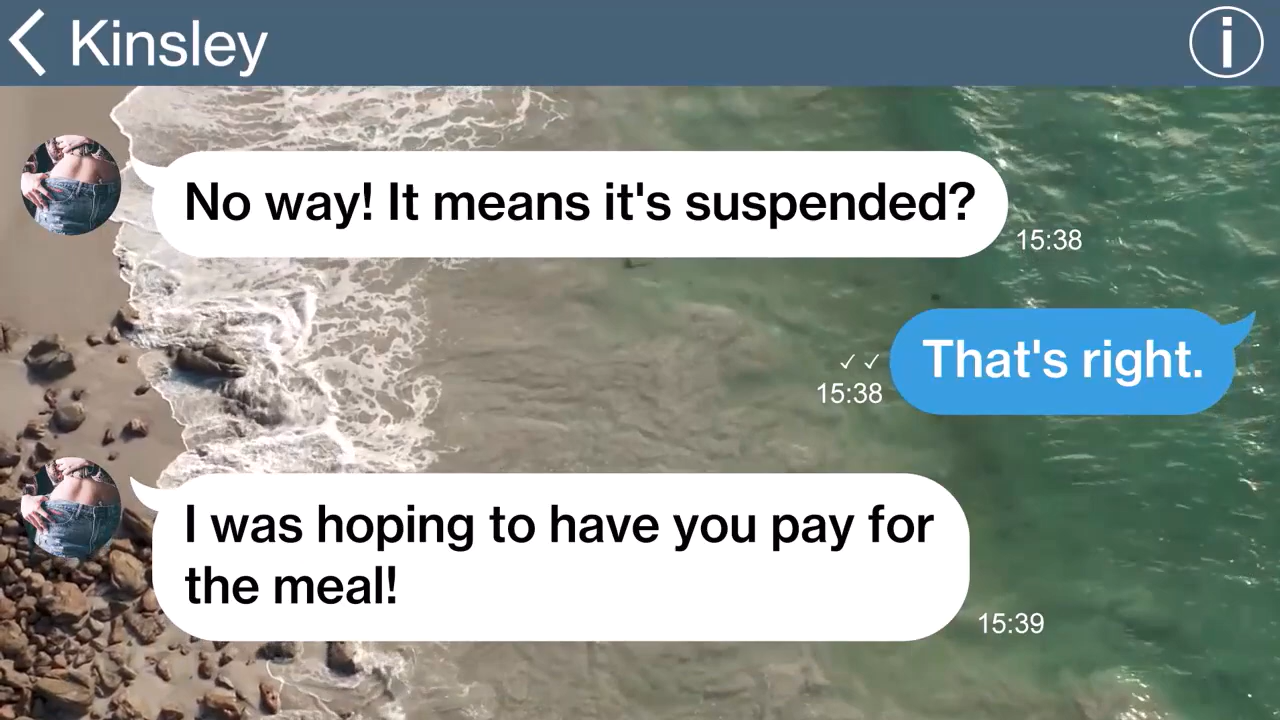 Kinsley
i
No way! It means it's suspended?
15:38
That's right.
✓✓
15:38
I was hoping to have you pay for
the meal!
15:39